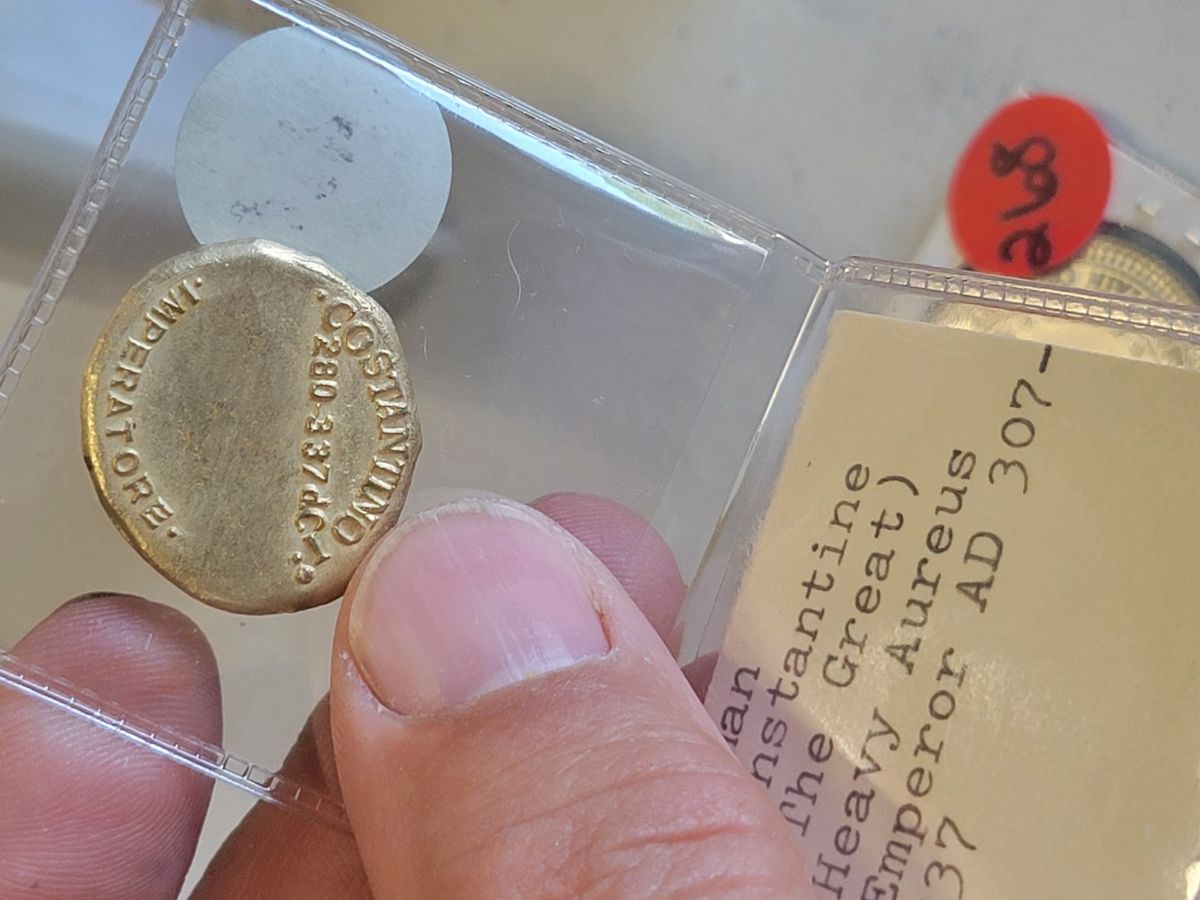 · IMPERATORE ·
· COSTANTINO ·
280-337 d.C.
268
nstantine
The Great)
Heavy Aureus
Emperor AD 307-
37